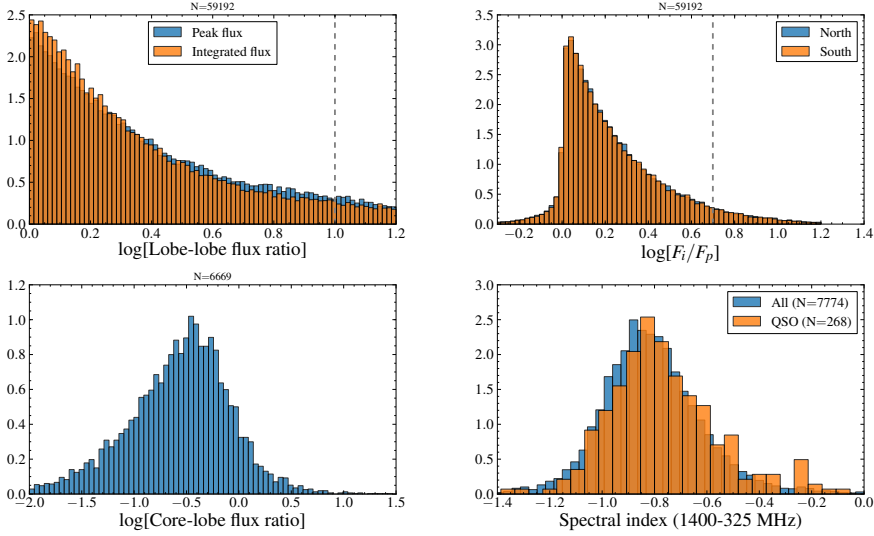 N=59192
Peak flux
Integrated flux
2.5
2.0
1.5
1.0
0.5
0.0
0.0 0.2 0.4 0.6 0.8 1.0 1.2
log[Lobe-lobe flux ratio]
N=59192
North
South
3.5
3.0
2.5
2.0
1.5
1.0
0.5
0.0
−0.2 0.0 0.2 0.4 0.6 0.8 1.0 1.2 1.4
log[F_i/F_p]
N=6669
1.2
1.0
0.8
0.6
0.4
0.2
0.0
−2.0 −1.5 −1.0 −0.5 0.0 0.5 1.0 1.5
log[Core-lobe flux ratio]
All (N=7774)
QSO (N=268)
3.0
2.5
2.0
1.5
1.0
0.5
0.0
−1.4 −1.2 −1.0 −0.8 −0.6 −0.4 −0.2 0.0
Spectral index (1400-325 MHz)